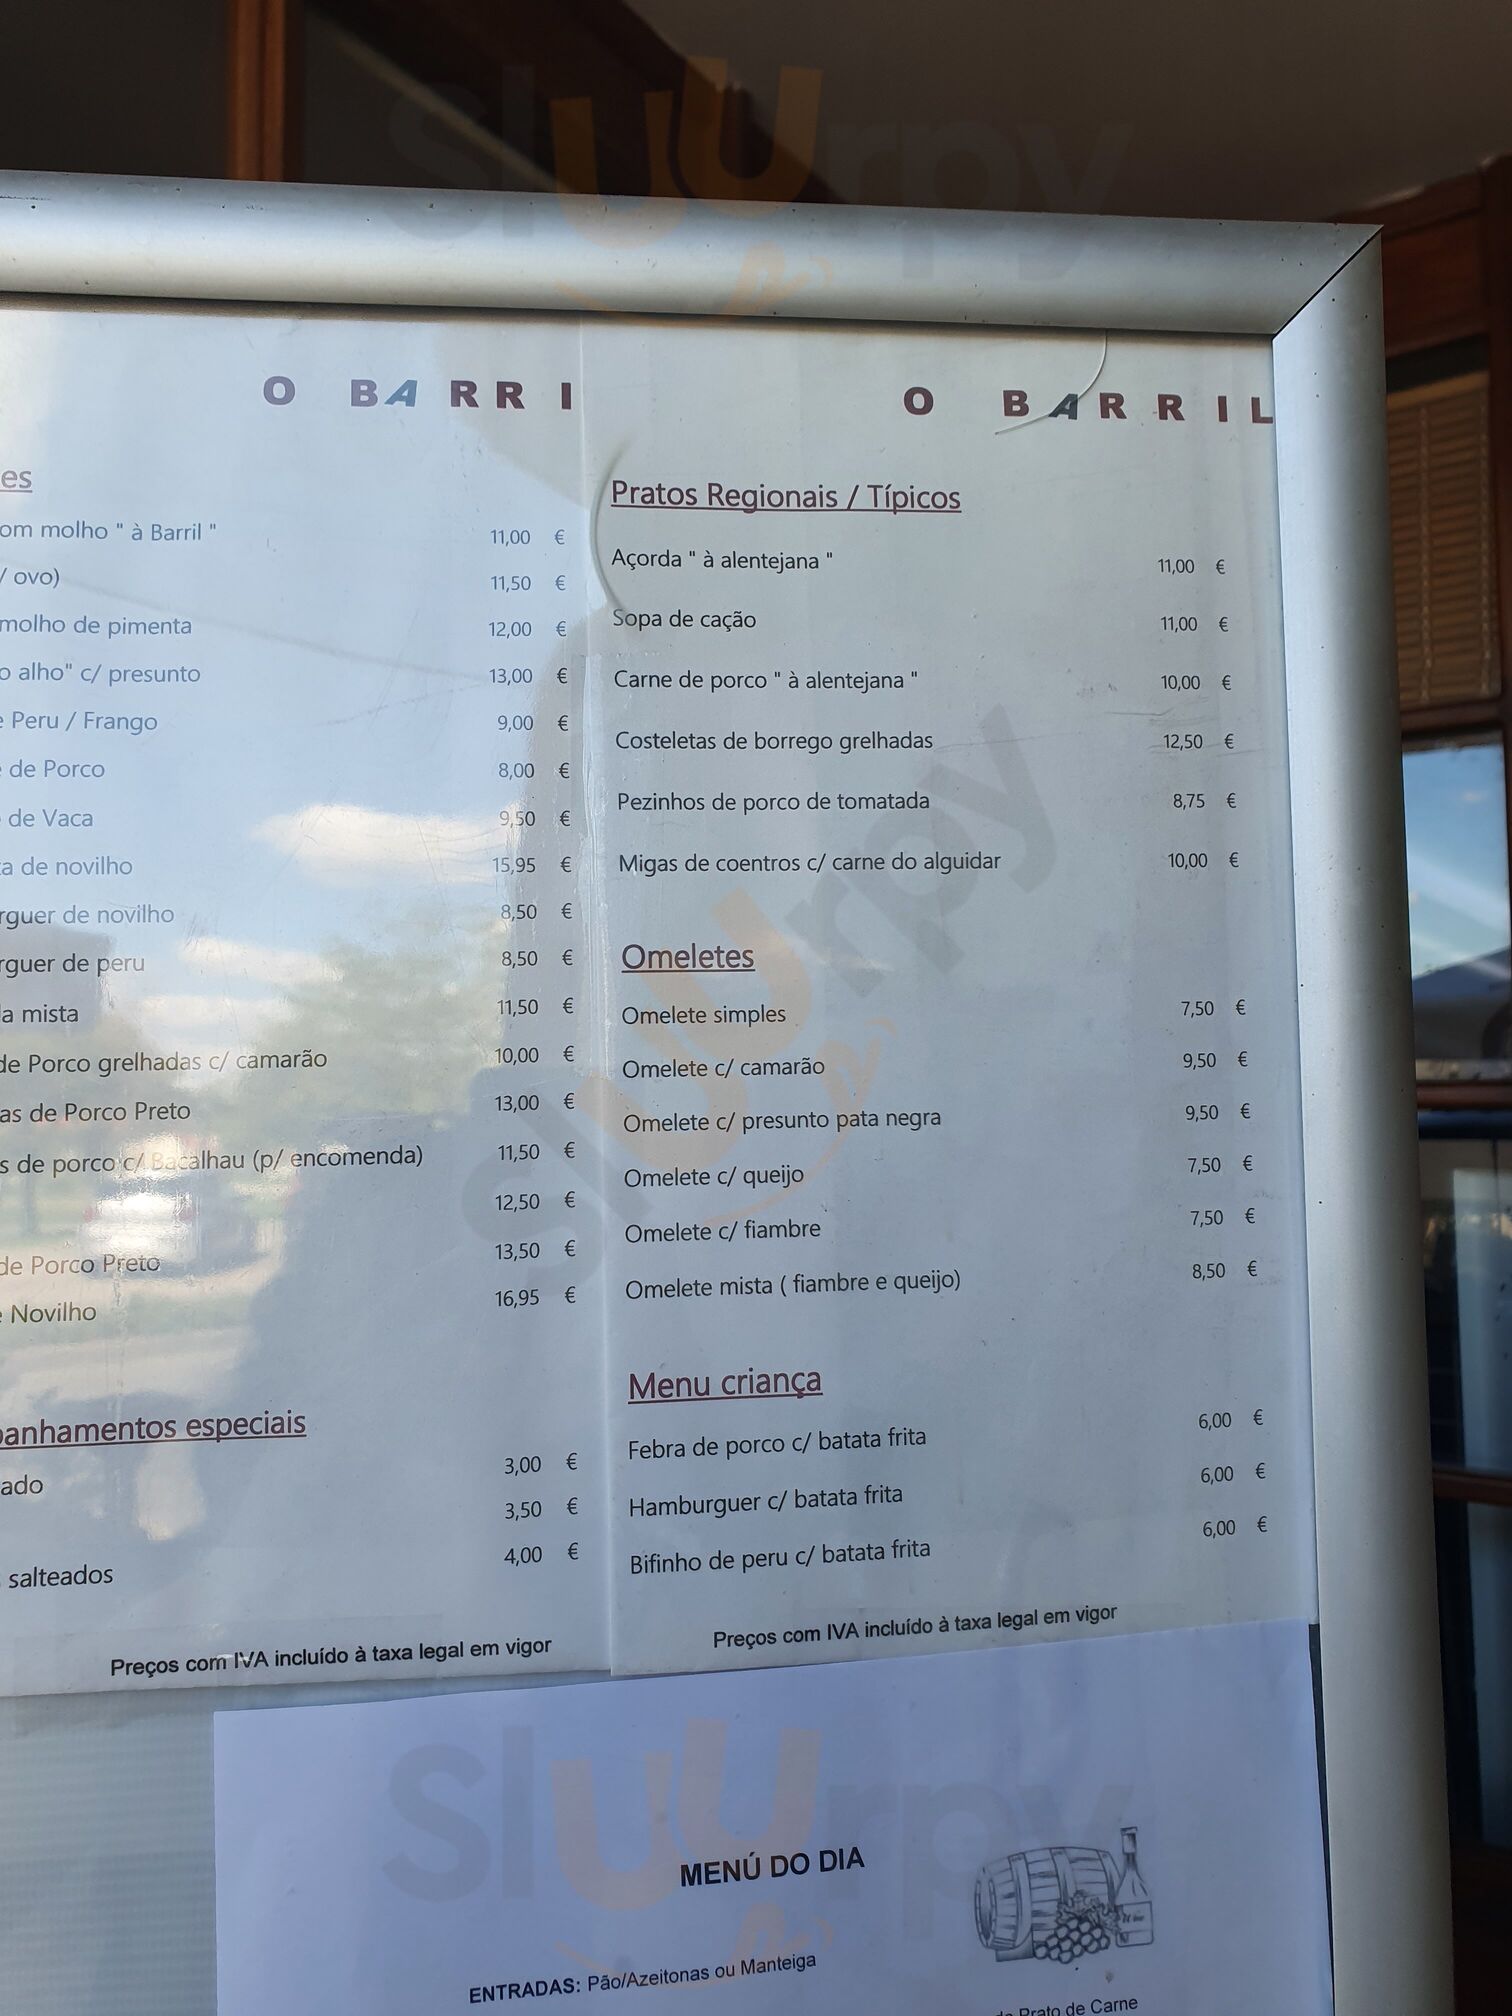 O BARRI
es
om molho " à Barril " 11,00 €
/ ovo) 11,50 €
molho de pimenta 12,00 €
o alho" c/ presunto 13,00 €
e Peru / Frango 9,00 €
de Porco 8,00 €
de Vaca 9,50 €
a de novilho 15,95 €
rguer de novilho 8,50 €
rguer de peru 8,50 €
a mista 11,50 €
de Porco grelhadas c/ camarão 10,00 €
as de Porco Preto 13,00 €
s de porco c/ Bacalhau (p/ encomenda) 11,50 €
12,50 €
de Porco Preto 13,50 €
e Novilho 16,95 €
panhamentos especiais
ado 3,00 €
3,50 €
salteados 4,00 €
Preços com IVA incluído à taxa legal em vigor
O BARRIL
Pratos Regionais / Típicos
Açorda " à alentejana " 11,00 €
Sopa de cação 11,00 €
Carne de porco " à alentejana " 10,00 €
Costeletas de borrego grelhadas 12,50 €
Pezinhos de porco de tomatada 8,75 €
Migas de coentros c/ carne do alguidar 10,00 €
Omeletes
Omelete simples 7,50 €
Omelete c/ camarão 9,50 €
Omelete c/ presunto pata negra 9,50 €
Omelete c/ queijo 7,50 €
Omelete c/ fiambre 7,50 €
Omelete mista ( fiambre e queijo) 8,50 €
Menu criança
Febra de porco c/ batata frita 6,00 €
Hamburguer c/ batata frita 6,00 €
Bifinho de peru c/ batata frita 6,00 €
Preços com IVA incluído à taxa legal em vigor
MENÚ DO DIA
ENTRADAS: Pão/Azeitonas ou Manteiga
Prato de Carne
sluurpy
sluurpy
sluurpy